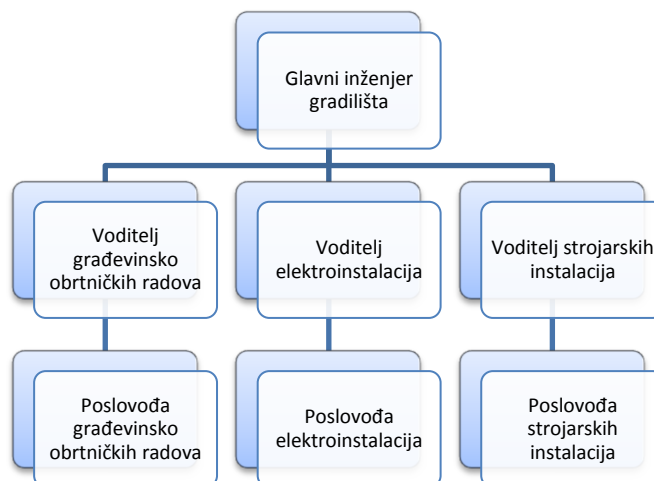 Glavni inženjer
gradilišta
Voditelj
građevinsko
obrtničkih radova
Voditelj
elektroinstalacija
Voditelj strojarskih
instalacija
Poslovođa
građevinsko
obrtničkih radova
Poslovođa
elektroinstalacija
Poslovođa
strojarskih
instalacija